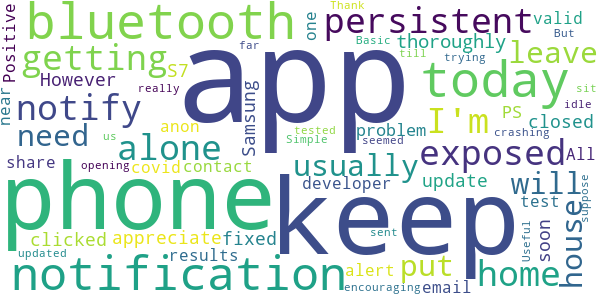 Thank
bluetooth
far
one
persistent
valid
Basic
till
But
Positive
getting
app
thoroughly
trying
S7
However
today
leave
near
really
notify
Samsung
I'm
PS
closed
idle
sit
need
us
anon
tested
problem
crashing
alone
Simple
seemed
exposed
All
share
covid
contact
usually
opening
developer
update
will
phone
keep
test
house
soon
suppose
clicked
appreciate
fixed
Useful
updated
results
sent
put
home
notification
alert
email
encouraging